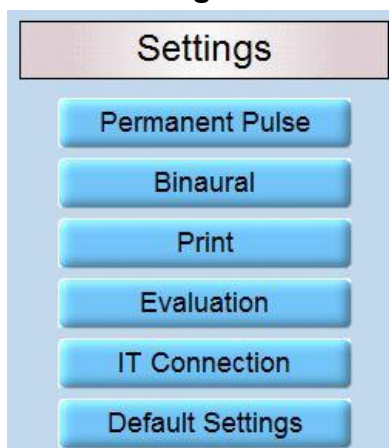 Settings
Permanent Pulse
Binaural
Print
Evaluation
IT Connection
Default Settings